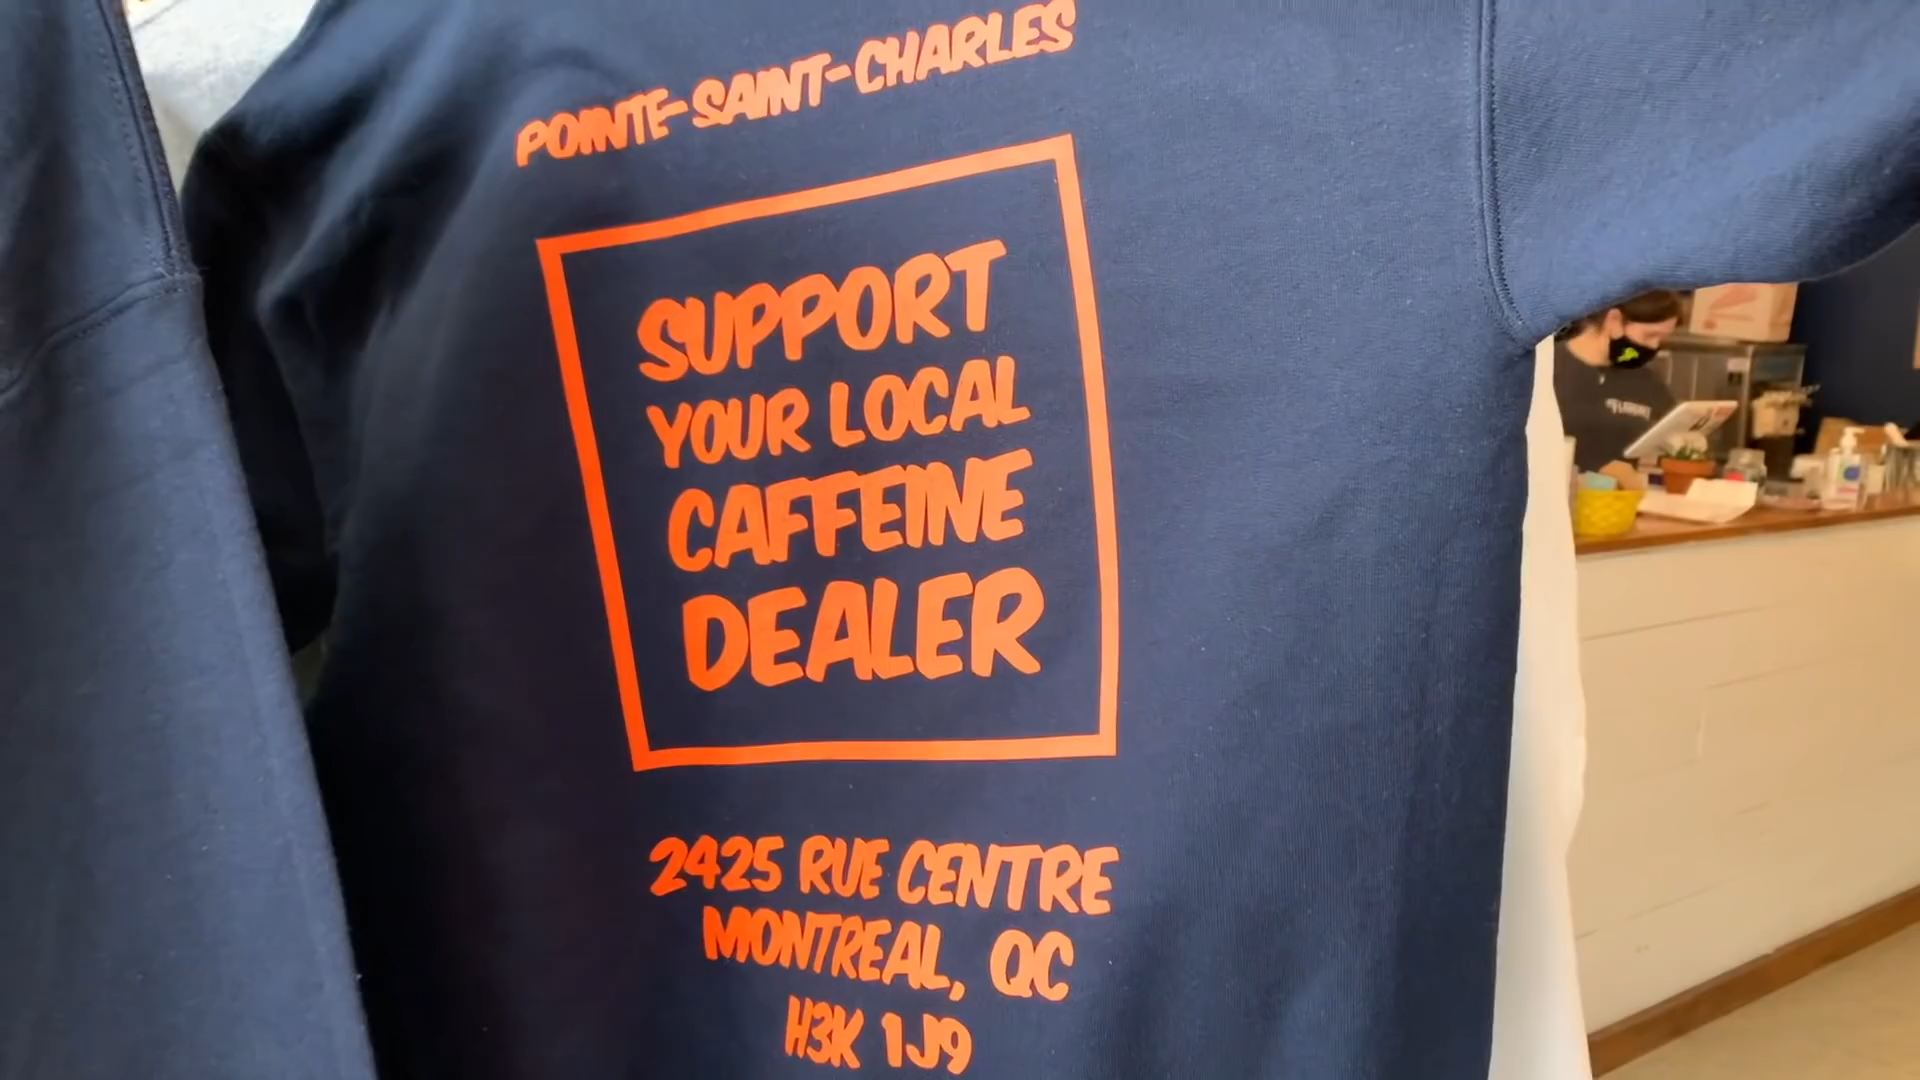 POINTE-SAINT-CHARLES
SUPPORT
YOUR LOCAL
CAFFEINE
DEALER
2425 RUE CENTRE
MONTREAL, QC
H3K 1J9